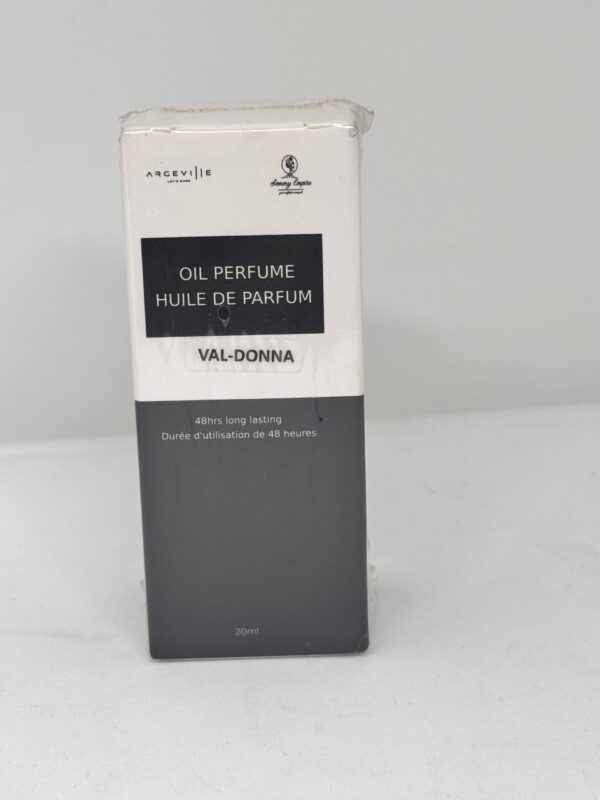 ARGEVILLE
OIL PERFUME
HUILE DE PARFUM
VAL-DONNA
48hrs long lasting
Durée d'utilisation de 48 heures
20ml